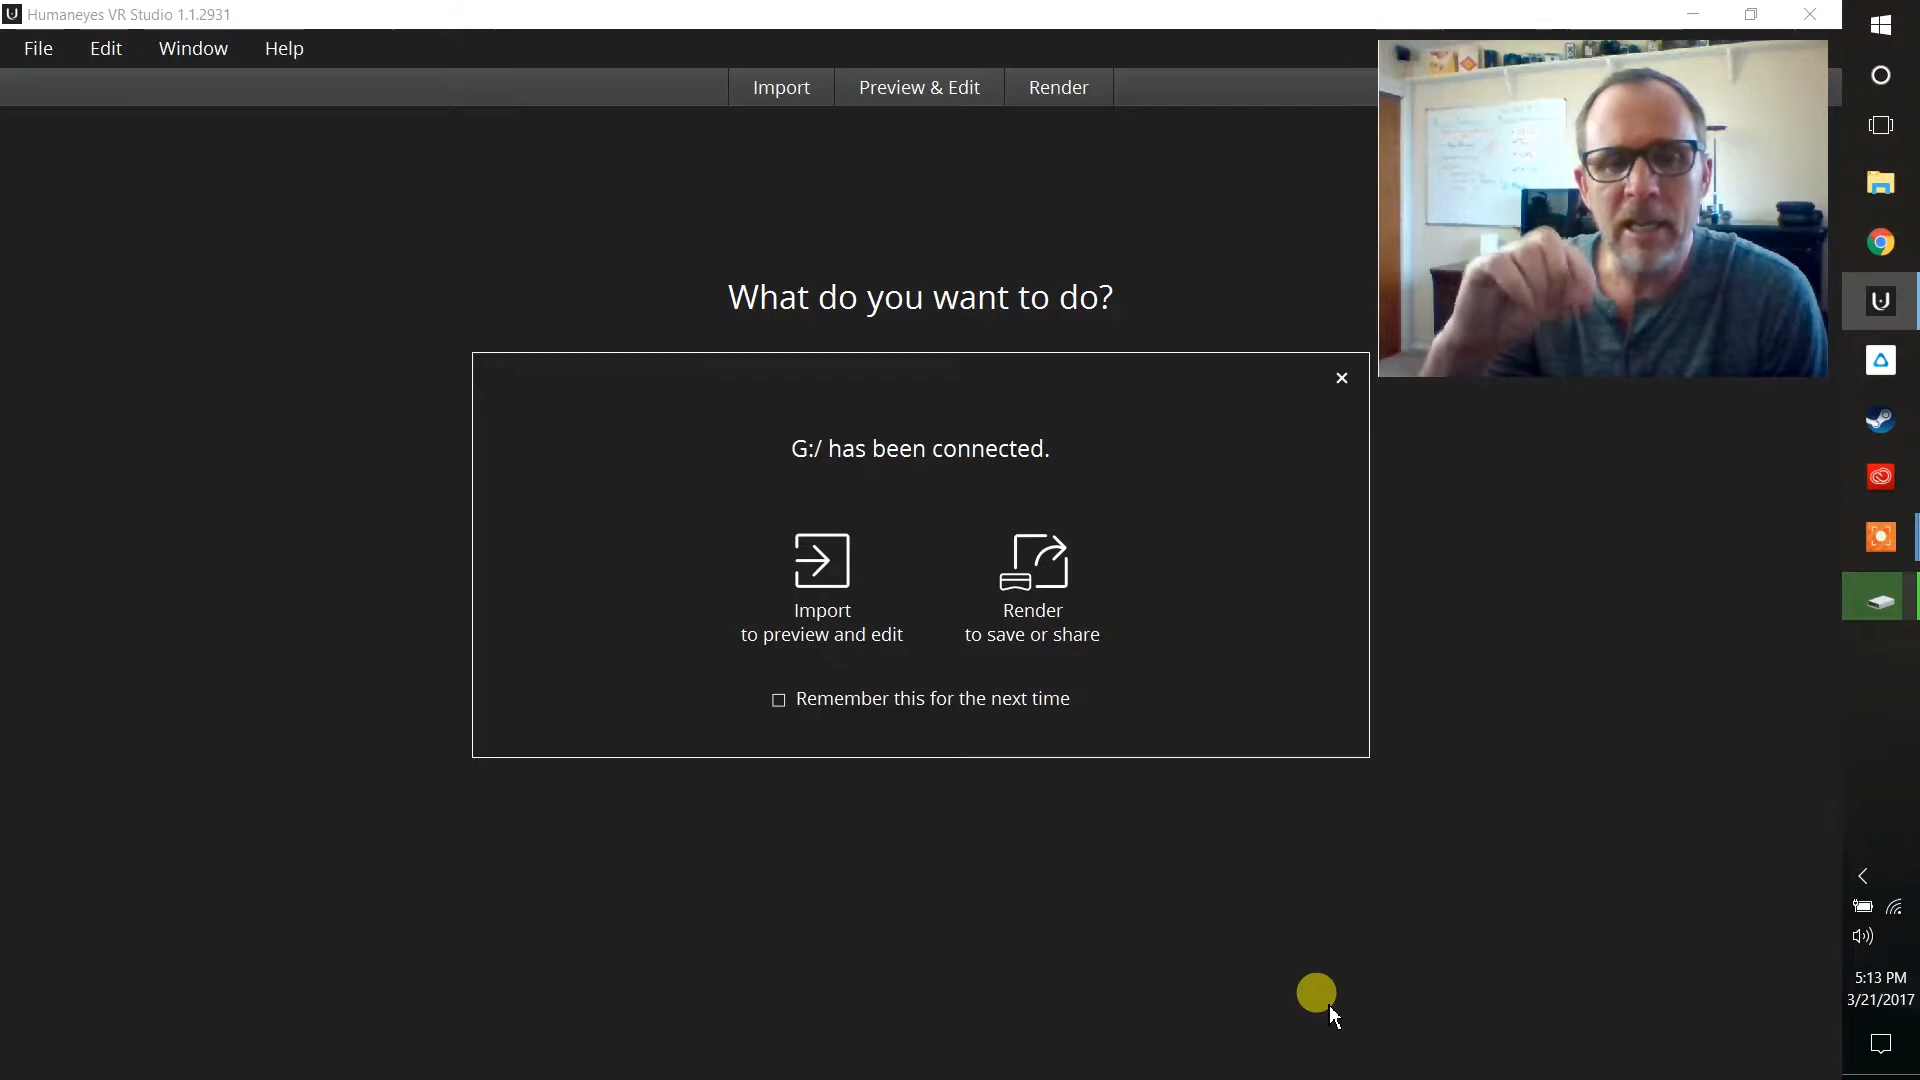 Humaneyes VR Studio 1.1.2931
File Edit Window Help
Import Preview & Edit Render
What do you want to do?
G:/ has been connected.
Import
to preview and edit
Render
to save or share
Remember this for the next time
5:13 PM
3/21/2017